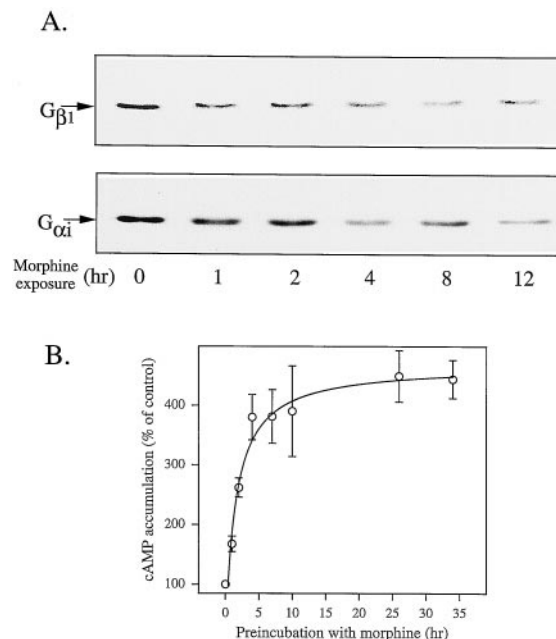 A.
Gβ1
Gαi
Morphine exposure (hr) 0 1 2 4 8 12
B.
cAMP accumulation (% of control)
400
300
200
100
0 5 10 15 20 25 30 35
Preincubation with morphine (hr)